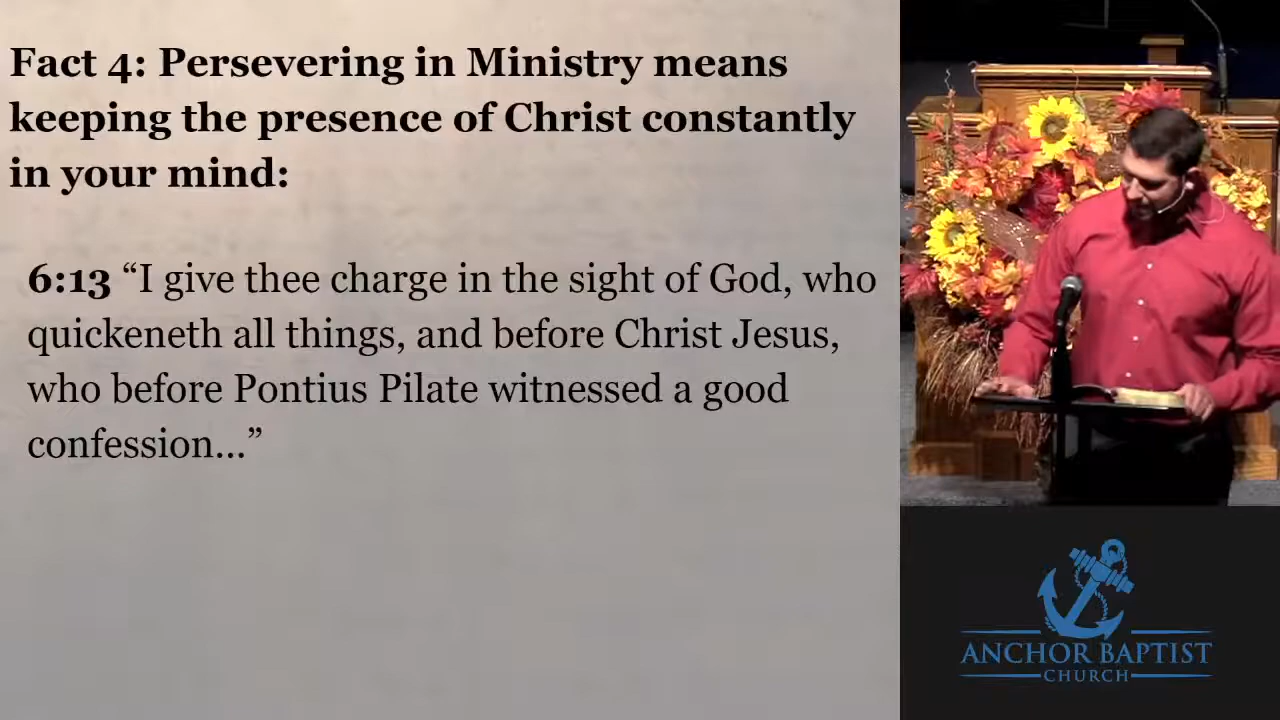 Fact 4: Persevering in Ministry means
keeping the presence of Christ constantly
in your mind:
6:13 “I give thee charge in the sight of God, who
quickeneth all things, and before Christ Jesus,
who before Pontius Pilate witnessed a good
confession...”
ANCHOR BAPTIST
CHURCH